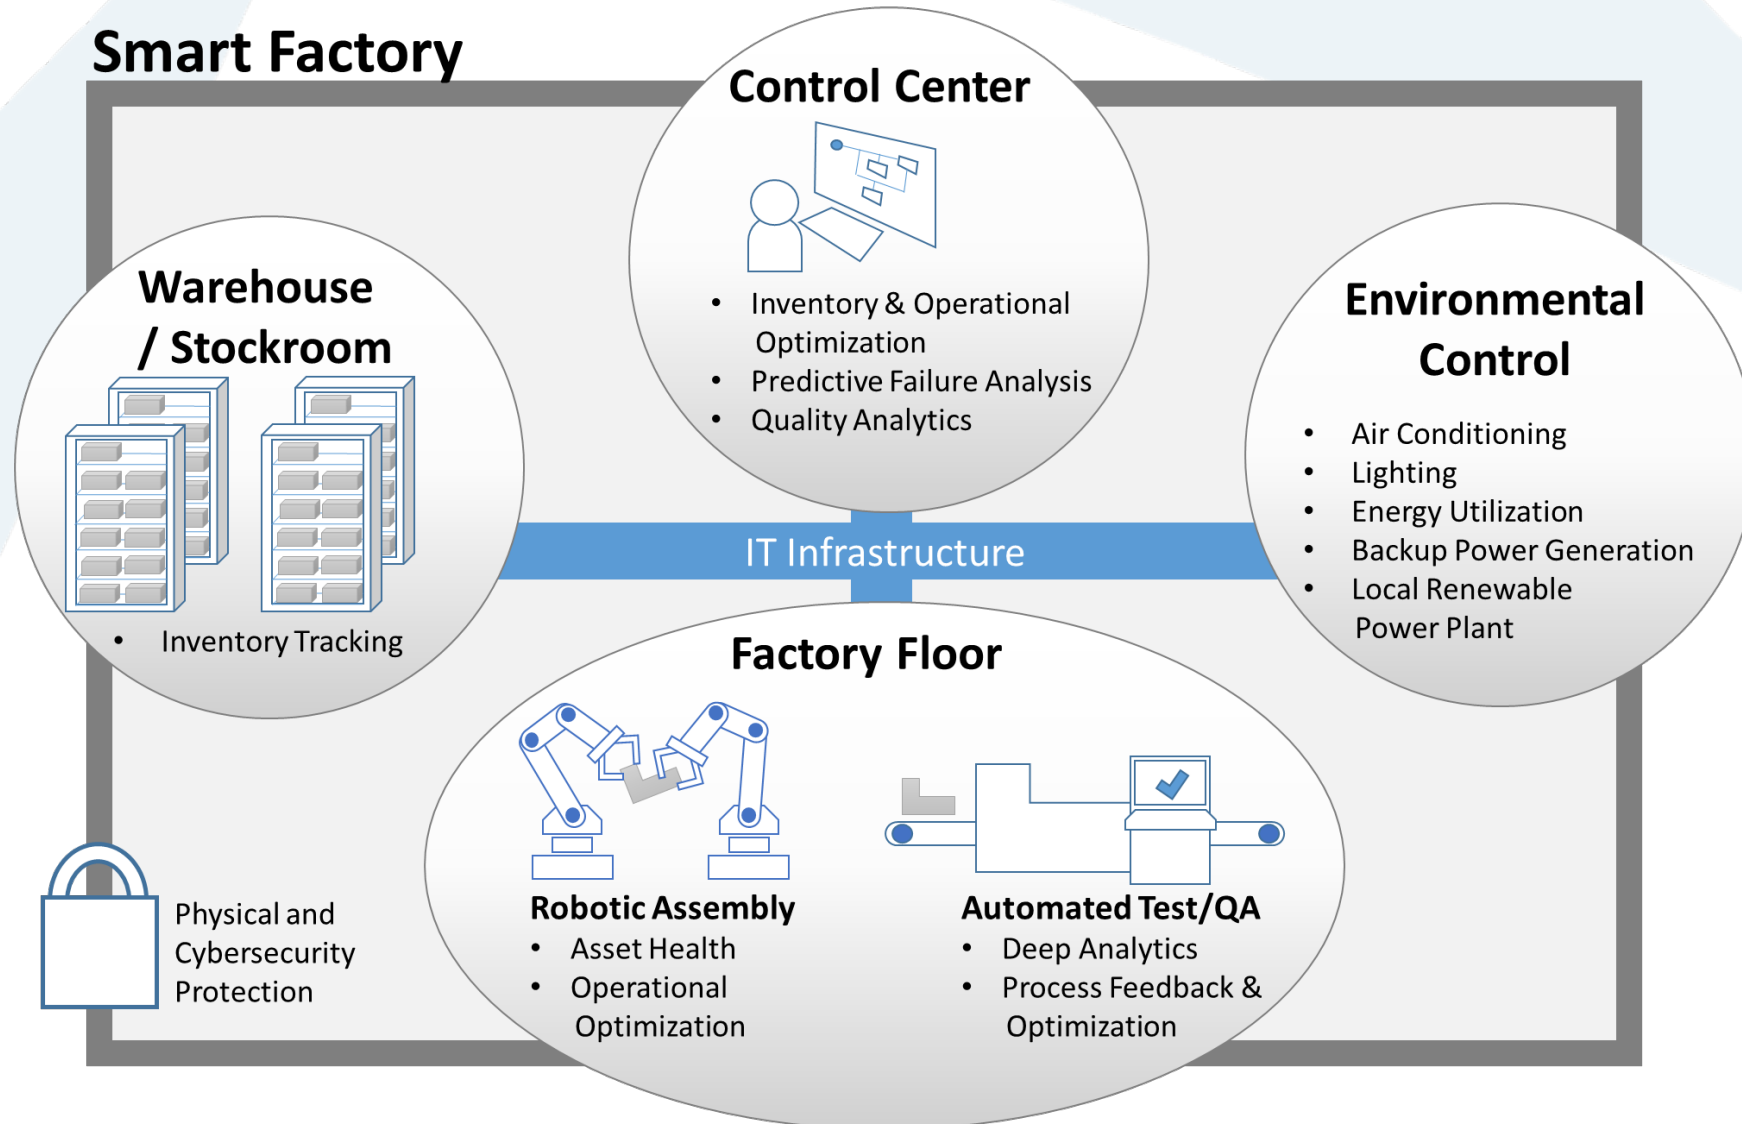 Smart Factory
Control Center
• Inventory & Operational
Optimization
• Predictive Failure Analysis
• Quality Analytics
Warehouse
/ Stockroom
• Inventory Tracking
Environmental
Control
• Air Conditioning
• Lighting
• Energy Utilization
• Backup Power Generation
• Local Renewable
Power Plant
IT Infrastructure
Factory Floor
Robotic Assembly
• Asset Health
• Operational
Optimization
Automated Test/QA
• Deep Analytics
• Process Feedback &
Optimization
Physical and
Cybersecurity
Protection